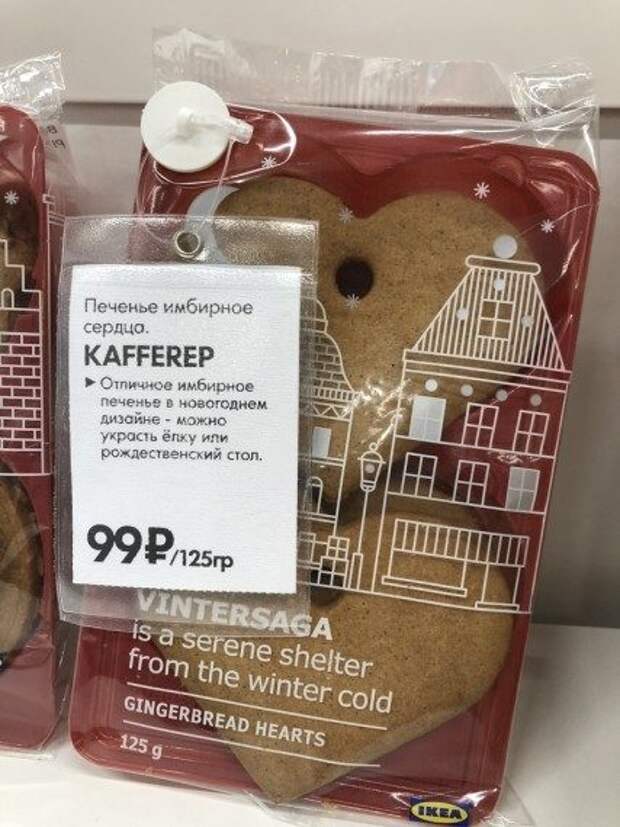 Печенье имбирное
сердца.
KAFFEREP
▶ Отличное имбирное
печенье в новогоднем
дизайне - можно
украсть ёлку или
рождественский стол.
99₽/125гр
VINTERSAGA
is a serene shelter
from the winter cold
GINGERBREAD HEARTS
125 g
IKEA